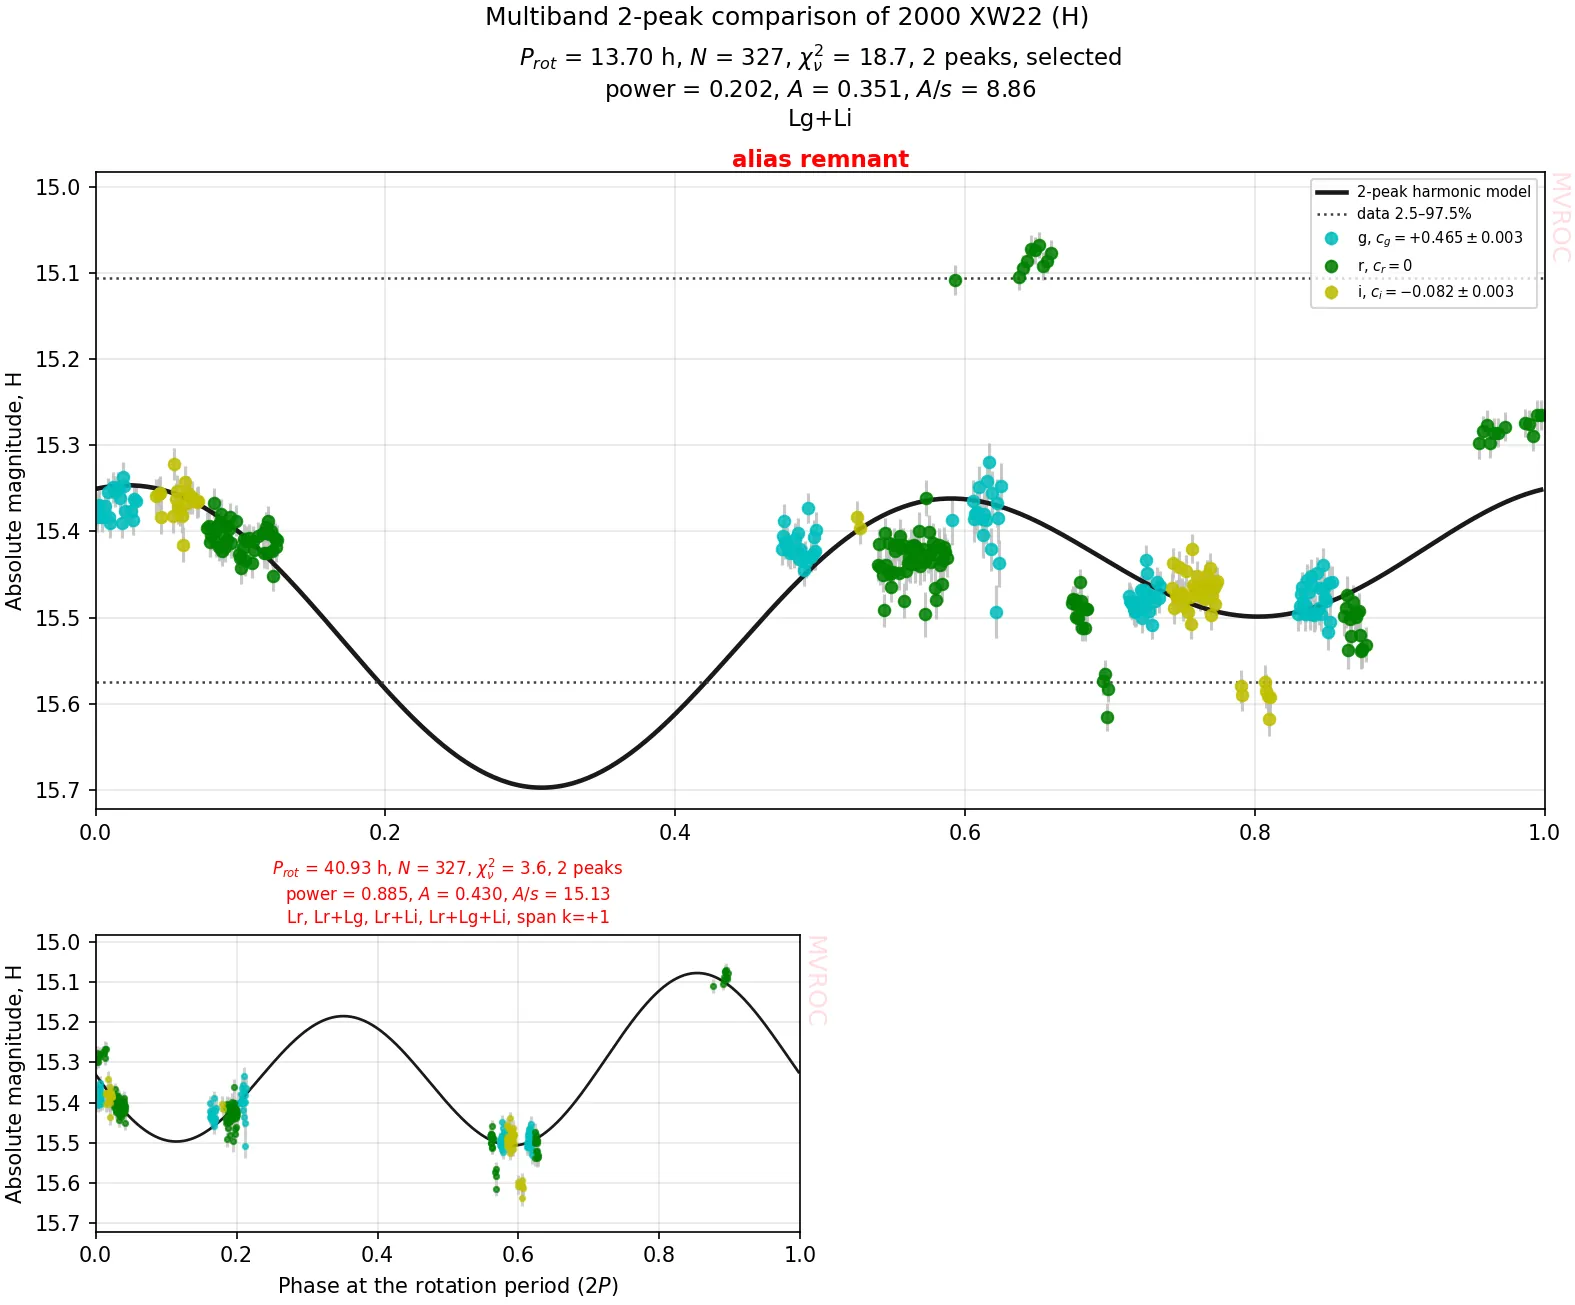 Multiband 2-peak comparison of 2000 XW22 (H)
P_rot = 13.70 h, N = 327, χ²_ν = 18.7, 2 peaks, selected
power = 0.202, A = 0.351, A/s = 8.86
Lg+Li
alias remnant
Absolute magnitude, H
15.0
15.1
15.2
15.3
15.4
15.5
15.6
15.7
2-peak harmonic model
data 2.5–97.5%
g, c_g = +0.465 ± 0.003
r, c_r = 0
i, c_i = −0.082 ± 0.003
MVROC
0.0 0.2 0.4 0.6 0.8 1.0
P_rot = 40.93 h, N = 327, χ²_ν = 3.6, 2 peaks
power = 0.885, A = 0.430, A/s = 15.13
Lr, Lr+Lg, Lr+Li, Lr+Lg+Li, span k=+1
Absolute magnitude, H
15.0
15.1
15.2
15.3
15.4
15.5
15.6
15.7
MVROC
0.0 0.2 0.4 0.6 0.8 1.0
Phase at the rotation period (2P)